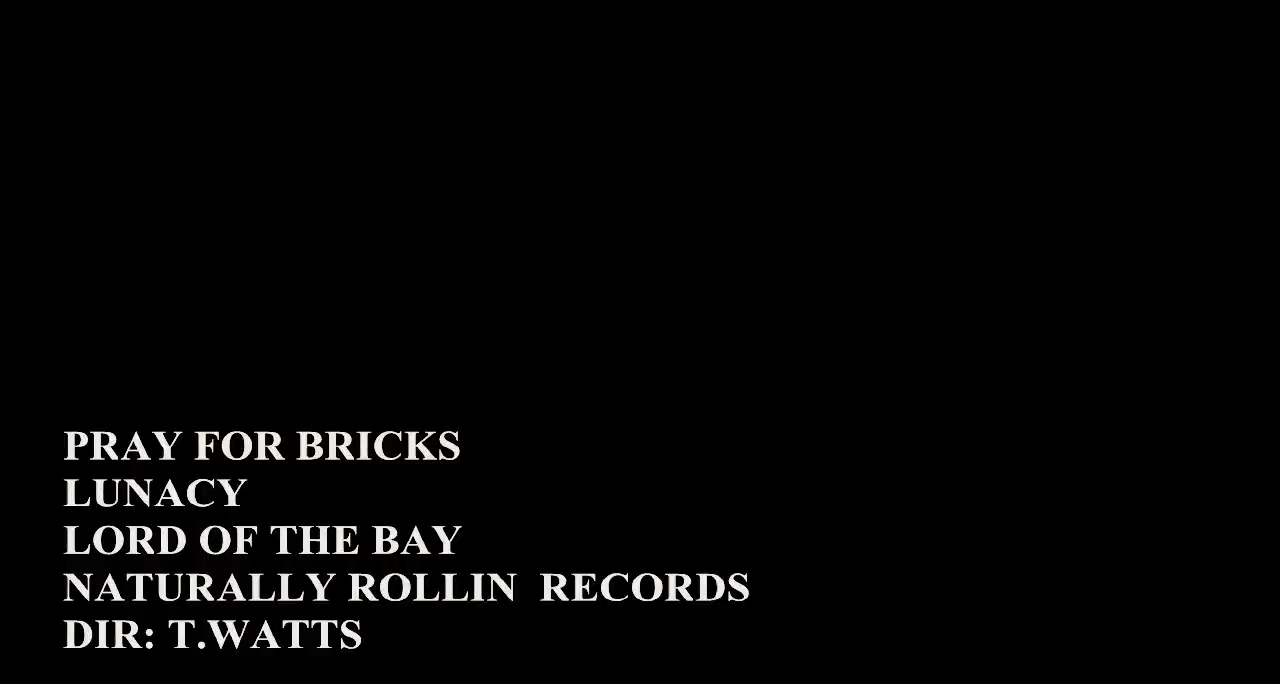 PRAY FOR BRICKS
LUNACY
LORD OF THE BAY
NATURALLY ROLLIN  RECORDS
DIR: T.WATTS